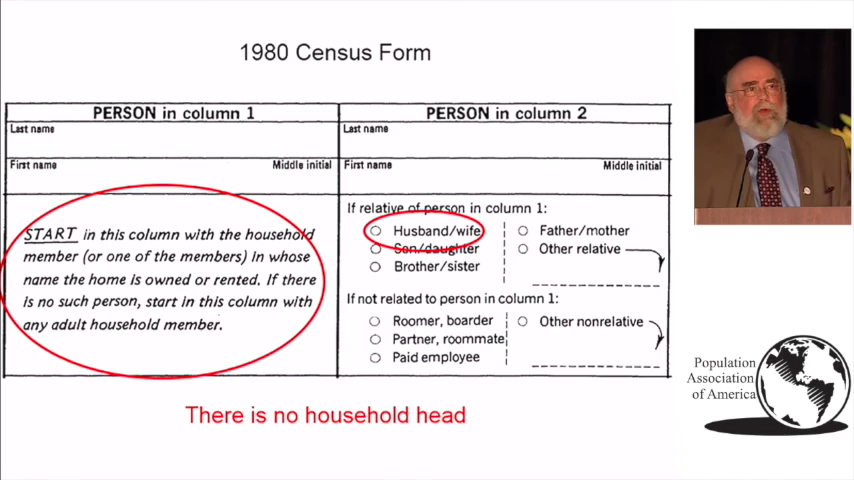 1980 Census Form
PERSON in column 1
PERSON in column 2
Last name
Last name
First name Middle initial
First name Middle initial
START in this column with the household
member (or one of the members) in whose
name the home is owned or rented. If there
is no such person, start in this column with
any adult household member.
If relative of person in column 1:
Husband/wife
Son/daughter
Brother/sister
Father/mother
Other relative
If not related to person in column 1:
Roomer, boarder
Partner, roommate
Paid employee
Other nonrelative
There is no household head
Population
Association
of America